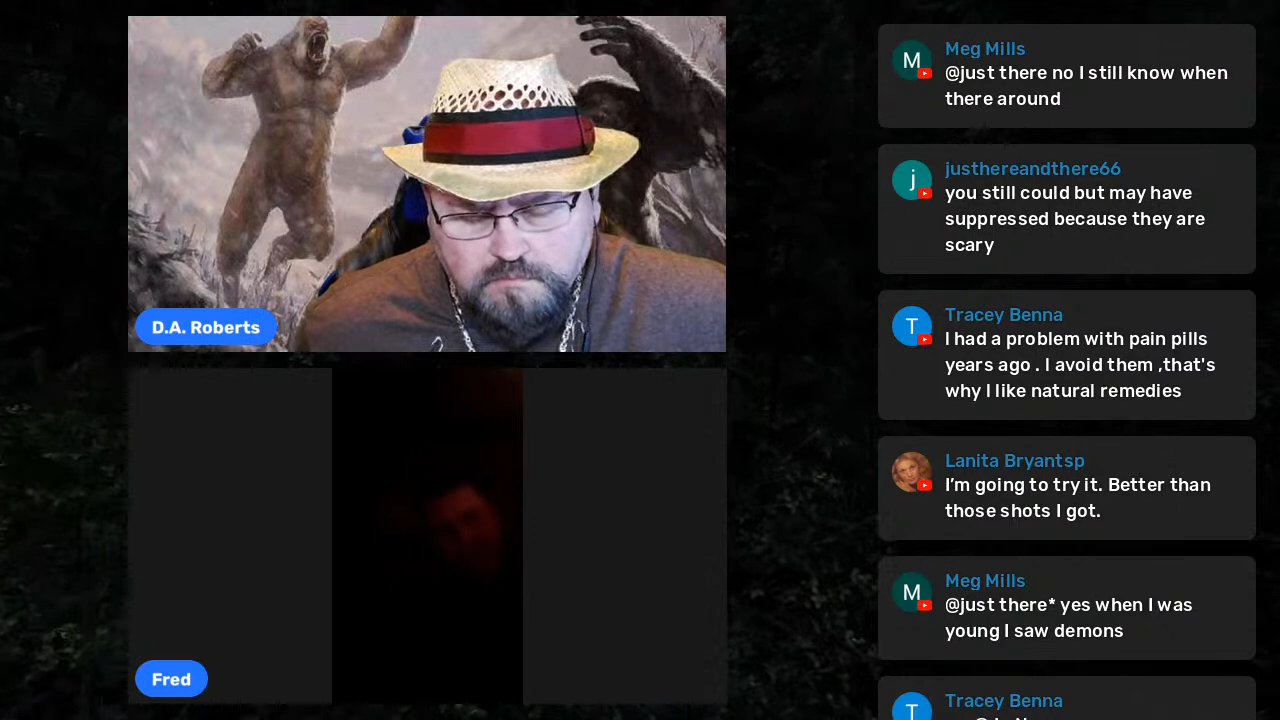 D.A. Roberts
Fred
M
Meg Mills
@just there no I still know when
there around
j
justhereandthere66
you still could but may have
suppressed because they are
scary
T
Tracey Benna
I had a problem with pain pills
years ago . I avoid them ,that's
why I like natural remedies
Lanita Bryantsp
I'm going to try it. Better than
those shots I got.
M
Meg Mills
@just there* yes when I was
young I saw demons
T
Tracey Benna